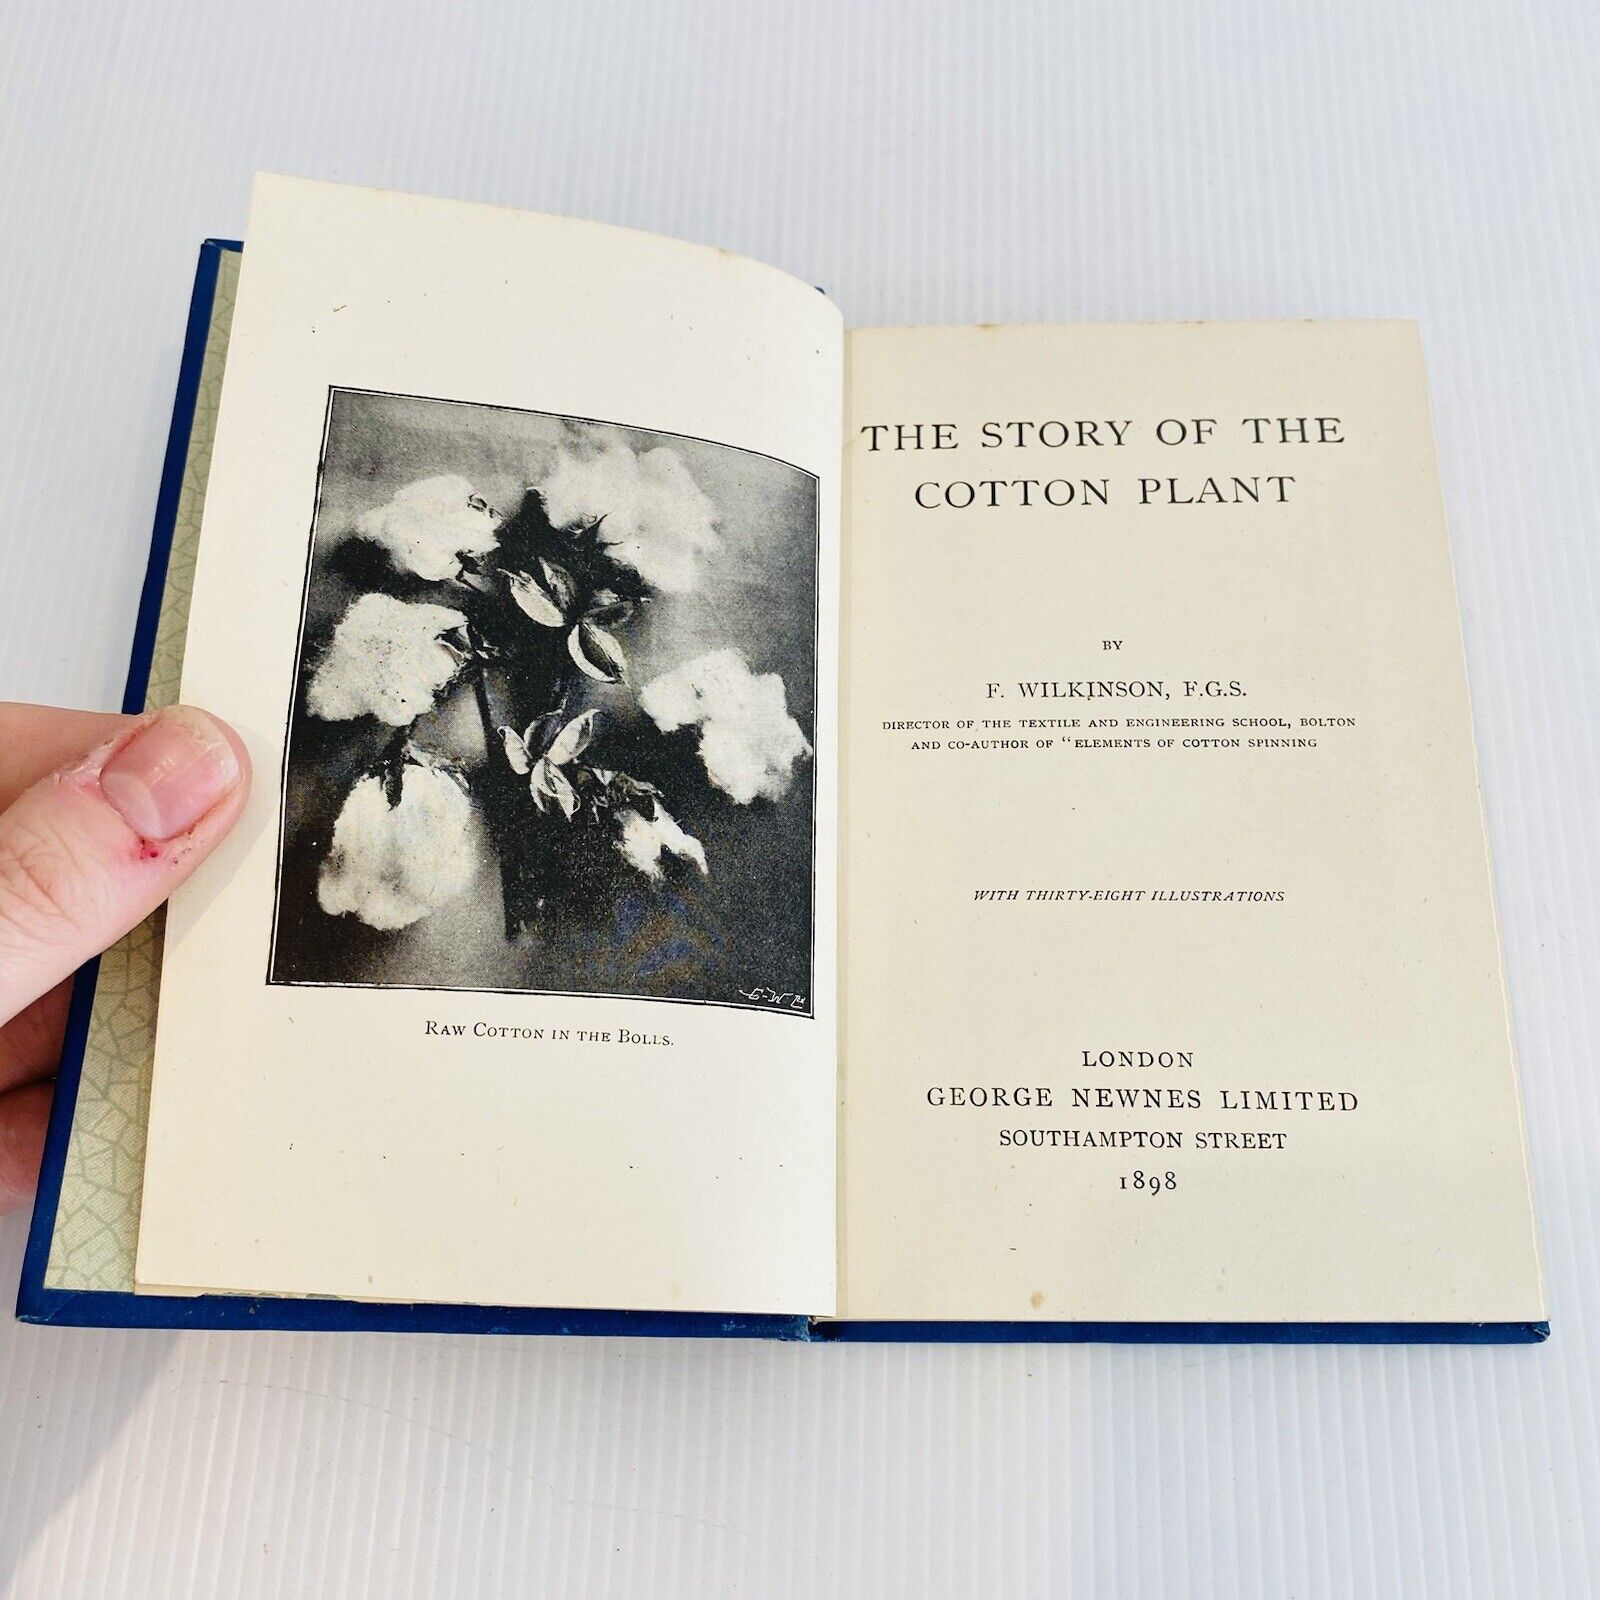 E-W. Ld
RAW COTTON IN THE BOLLS.
THE STORY OF THE
COTTON PLANT
BY
F. WILKINSON, F.G.S.
DIRECTOR OF THE TEXTILE AND ENGINEERING SCHOOL, BOLTON
AND CO-AUTHOR OF "ELEMENTS OF COTTON SPINNING
WITH THIRTY-EIGHT ILLUSTRATIONS
LONDON
GEORGE NEWNES LIMITED
SOUTHAMPTON STREET
1898